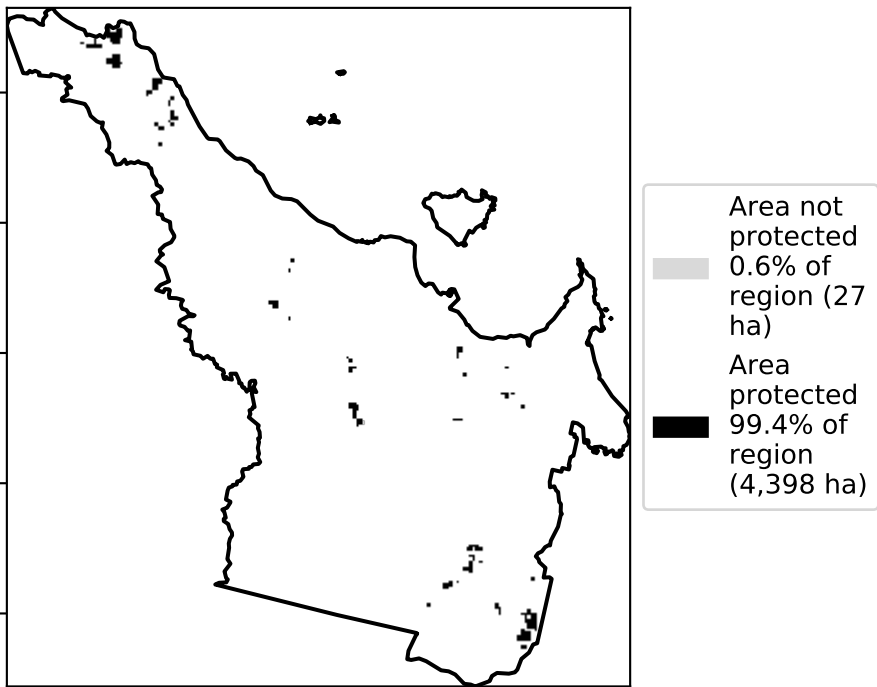 Area not
protected
0.6% of
region (27
ha)
Area
protected
99.4% of
region
(4,398 ha)